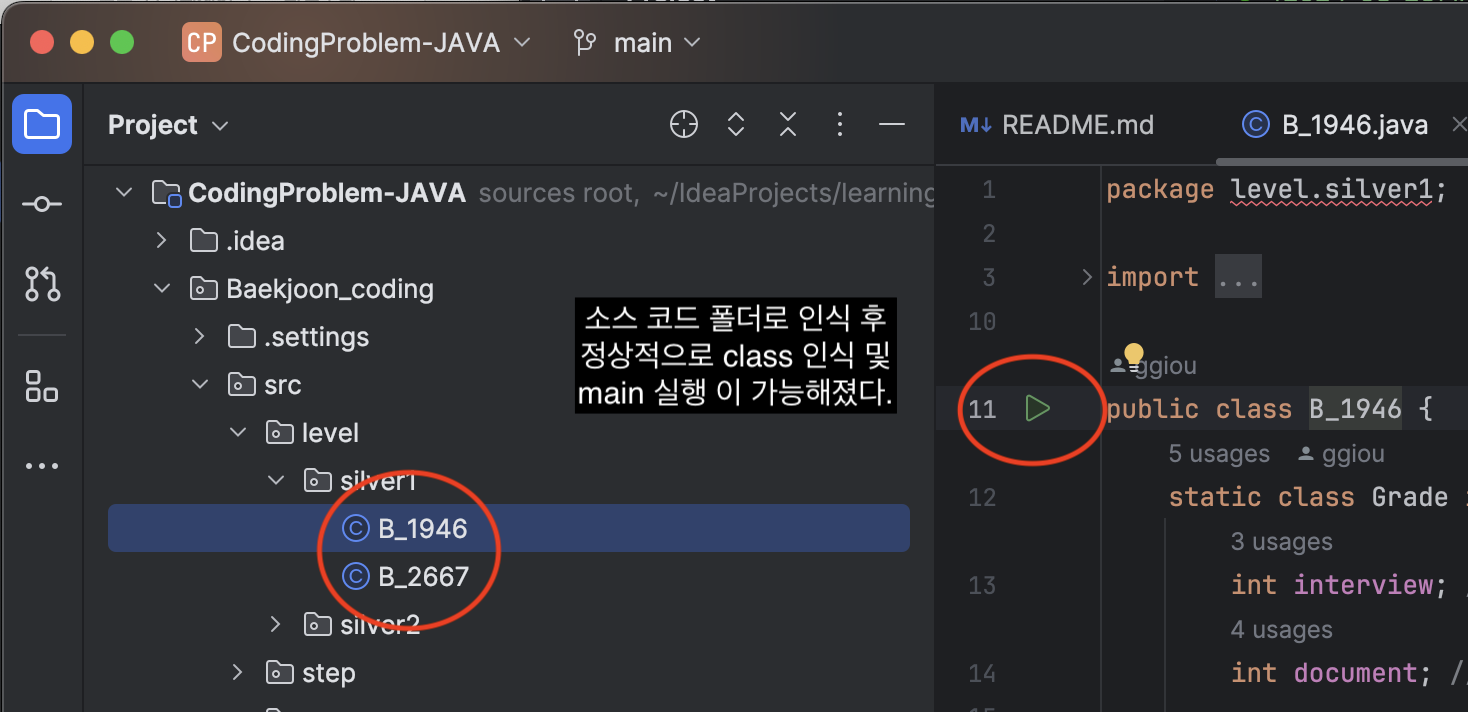 CP CodingProblem-JAVA main
Project
README.md
B_1946.java
CodingProblem-JAVA sources root, ~/IdeaProjects/learning
.idea
Baekjoon_coding
.settings
src
level
silver1
B_1946
B_2667
silver2
step
소스 코드 폴더로 인식 후
정상적으로 class 인식 및
main 실행 이 가능해졌다.
1 package level.silver1;
2
3 import ...
10
ggiou
11 public class B_1946 {
5 usages ggiou
12 static class Grade
3 usages
13 int interview;
4 usages
14 int document; //